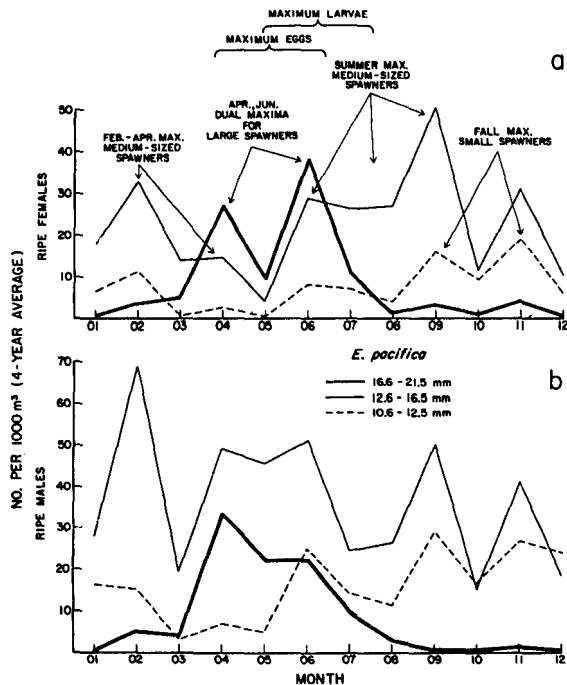 MAXIMUM LARVAE
MAXIMUM EGGS
a
SUMMER MAX.
MEDIUM-SIZED
SPAWNERS
APR., JUN.
DUAL MAXIMA
FOR
LARGE SPAWNERS
FEB.-APR. MAX.
MEDIUM-SIZED
SPAWNERS
FALL MAX.
SMALL SPAWNERS
50
40
30
20
10
RIPE FEMALES
01 02 03 04 05 06 07 08 09 10 11 12
NO. PER 1000 m³ (4-YEAR AVERAGE)
b
E. pacifica
16.6 - 21.5 mm
12.6 - 16.5 mm
10.6 - 12.5 mm
70
60
50
40
30
20
10
RIPE MALES
01 02 03 04 05 06 07 08 09 10 11 12
MONTH